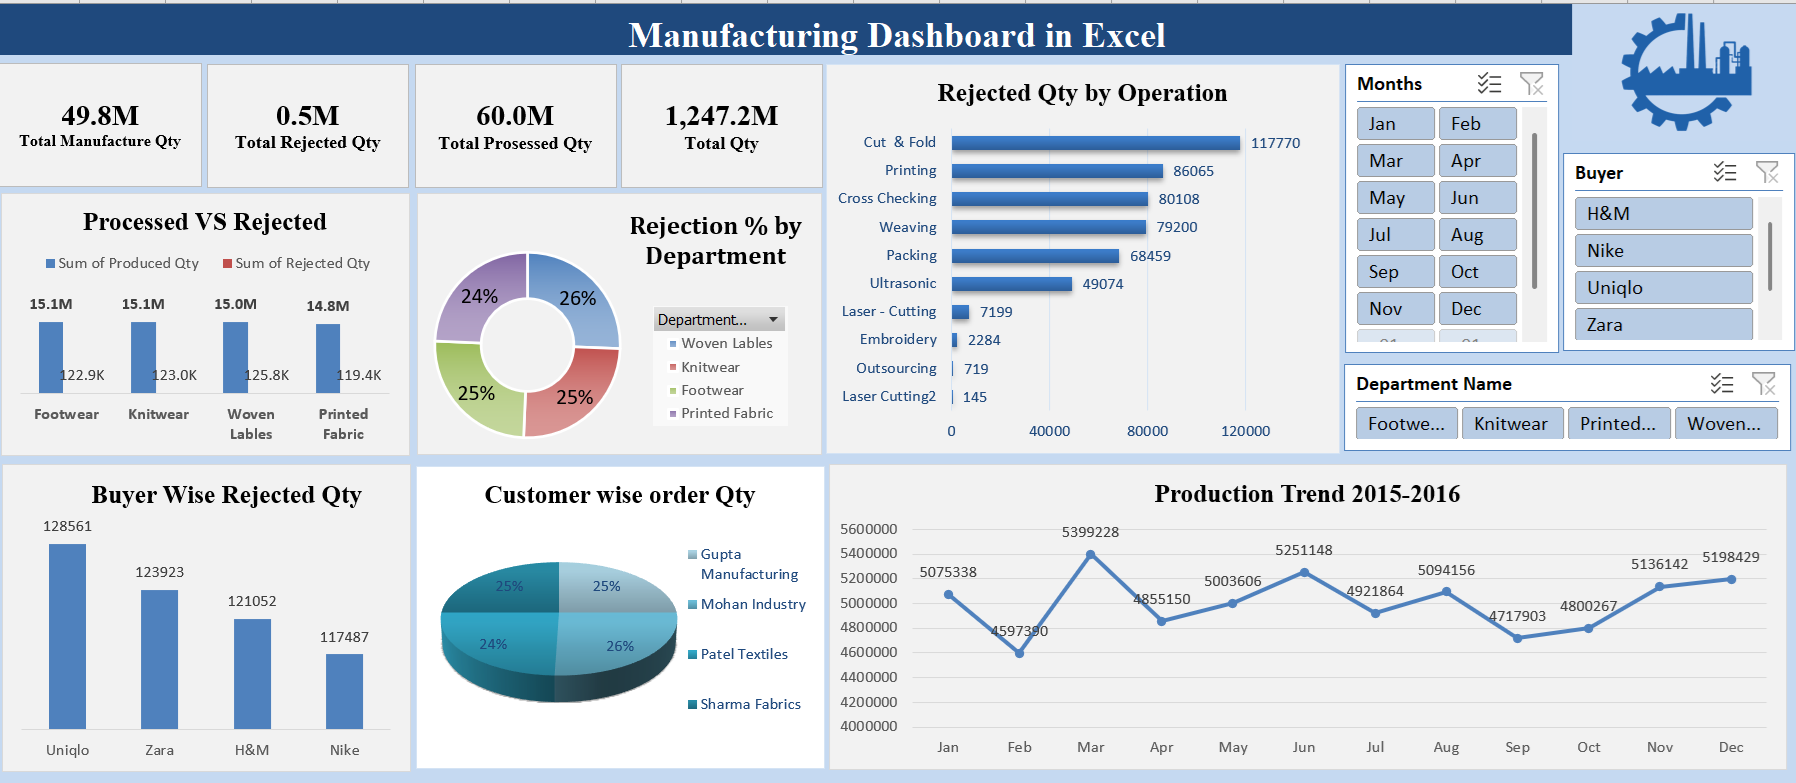 Manufacturing Dashboard in Excel
49.8M
Total Manufacture Qty
0.5M
Total Rejected Qty
60.0M
Total Prosessed Qty
1,247.2M
Total Qty
Processed VS Rejected
Sum of Produced Qty
Sum of Rejected Qty
15.1M
15.1M
15.0M
14.8M
122.9K
123.0K
125.8K
119.4K
Footwear
Knitwear
Woven
Lables
Printed
Fabric
Rejection % by
Department
24%
26%
25%
25%
Department...
Woven Lables
Knitwear
Footwear
Printed Fabric
Rejected Qty by Operation
Cut & Fold 117770
Printing 86065
Cross Checking 80108
Weaving 79200
Packing 68459
Ultrasonic 49074
Laser - Cutting 7199
Embroidery 2284
Outsourcing 719
Laser Cutting2 145
0 40000 80000 120000
Months
Jan Feb
Mar Apr
May Jun
Jul Aug
Sep Oct
Nov Dec
Buyer
H&M
Nike
Uniqlo
Zara
Department Name
Footwe... Knitwear Printed... Woven...
Buyer Wise Rejected Qty
128561
123923
121052
117487
Uniqlo Zara H&M Nike
Customer wise order Qty
25% 25%
24% 26%
Gupta
Manufacturing
Mohan Industry
Patel Textiles
Sharma Fabrics
Production Trend 2015-2016
5600000
5400000
5200000
5000000
4800000
4600000
4400000
4200000
4000000
5075338
4597390
5399228
4855150
5003606
5251148
4921864
5094156
4717903
4800267
5136142
5198429
Jan Feb Mar Apr May Jun Jul Aug Sep Oct Nov Dec